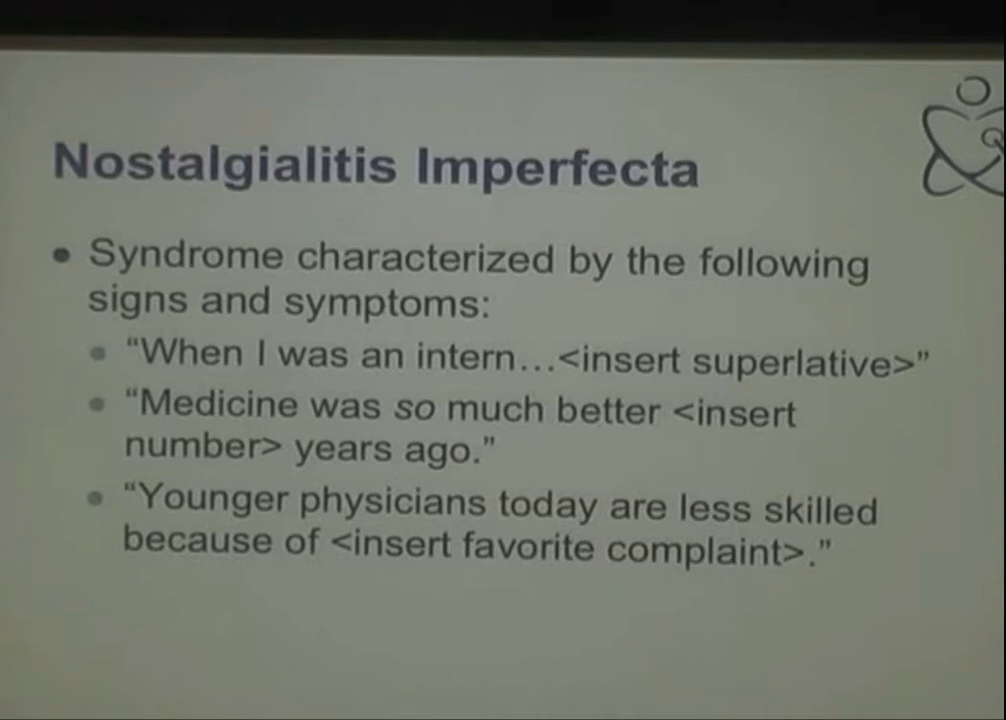 Nostalgialitis Imperfecta
• Syndrome characterized by the following
signs and symptoms:
• “When I was an intern…<insert superlative>”
• “Medicine was so much better <insert
number> years ago.”
• “Younger physicians today are less skilled
because of <insert favorite complaint>.”